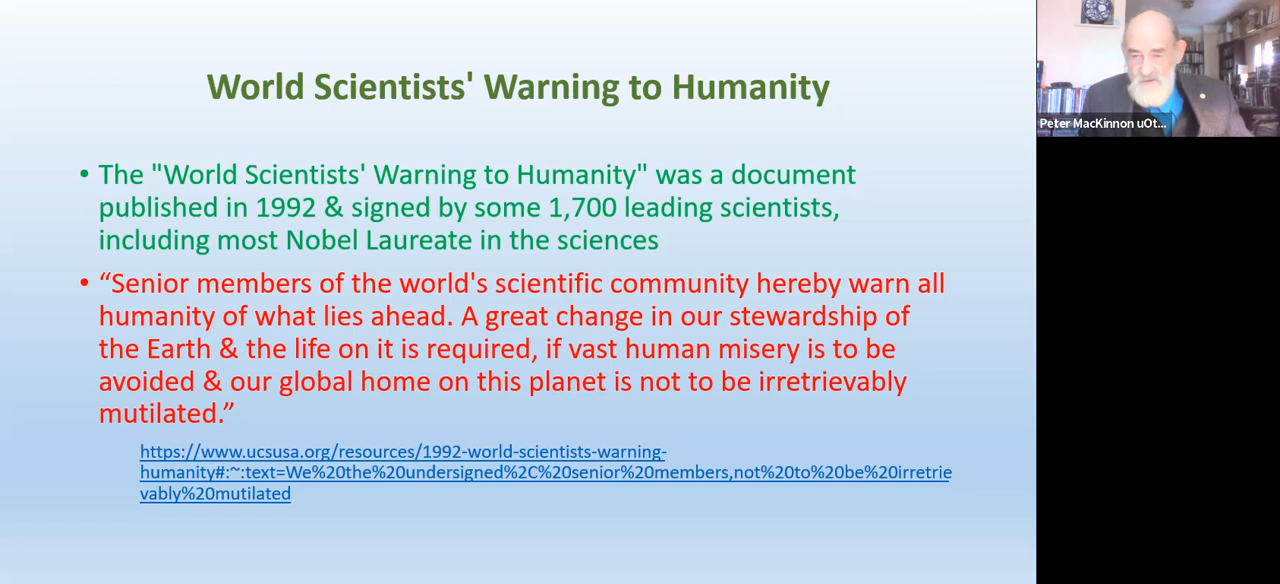 World Scientists' Warning to Humanity
• The "World Scientists' Warning to Humanity" was a document
published in 1992 & signed by some 1,700 leading scientists,
including most Nobel Laureate in the sciences
• “Senior members of the world's scientific community hereby warn all
humanity of what lies ahead. A great change in our stewardship of
the Earth & the life on it is required, if vast human misery is to be
avoided & our global home on this planet is not to be irretrievably
mutilated.”
https://www.ucsusa.org/resources/1992-world-scientists-warning-
humanity#:~:text=We%20the%20undersigned%2C%20senior%20members,not%20to%20be%20irretrie
vably%20mutilated
Peter MacKinnon uOt...